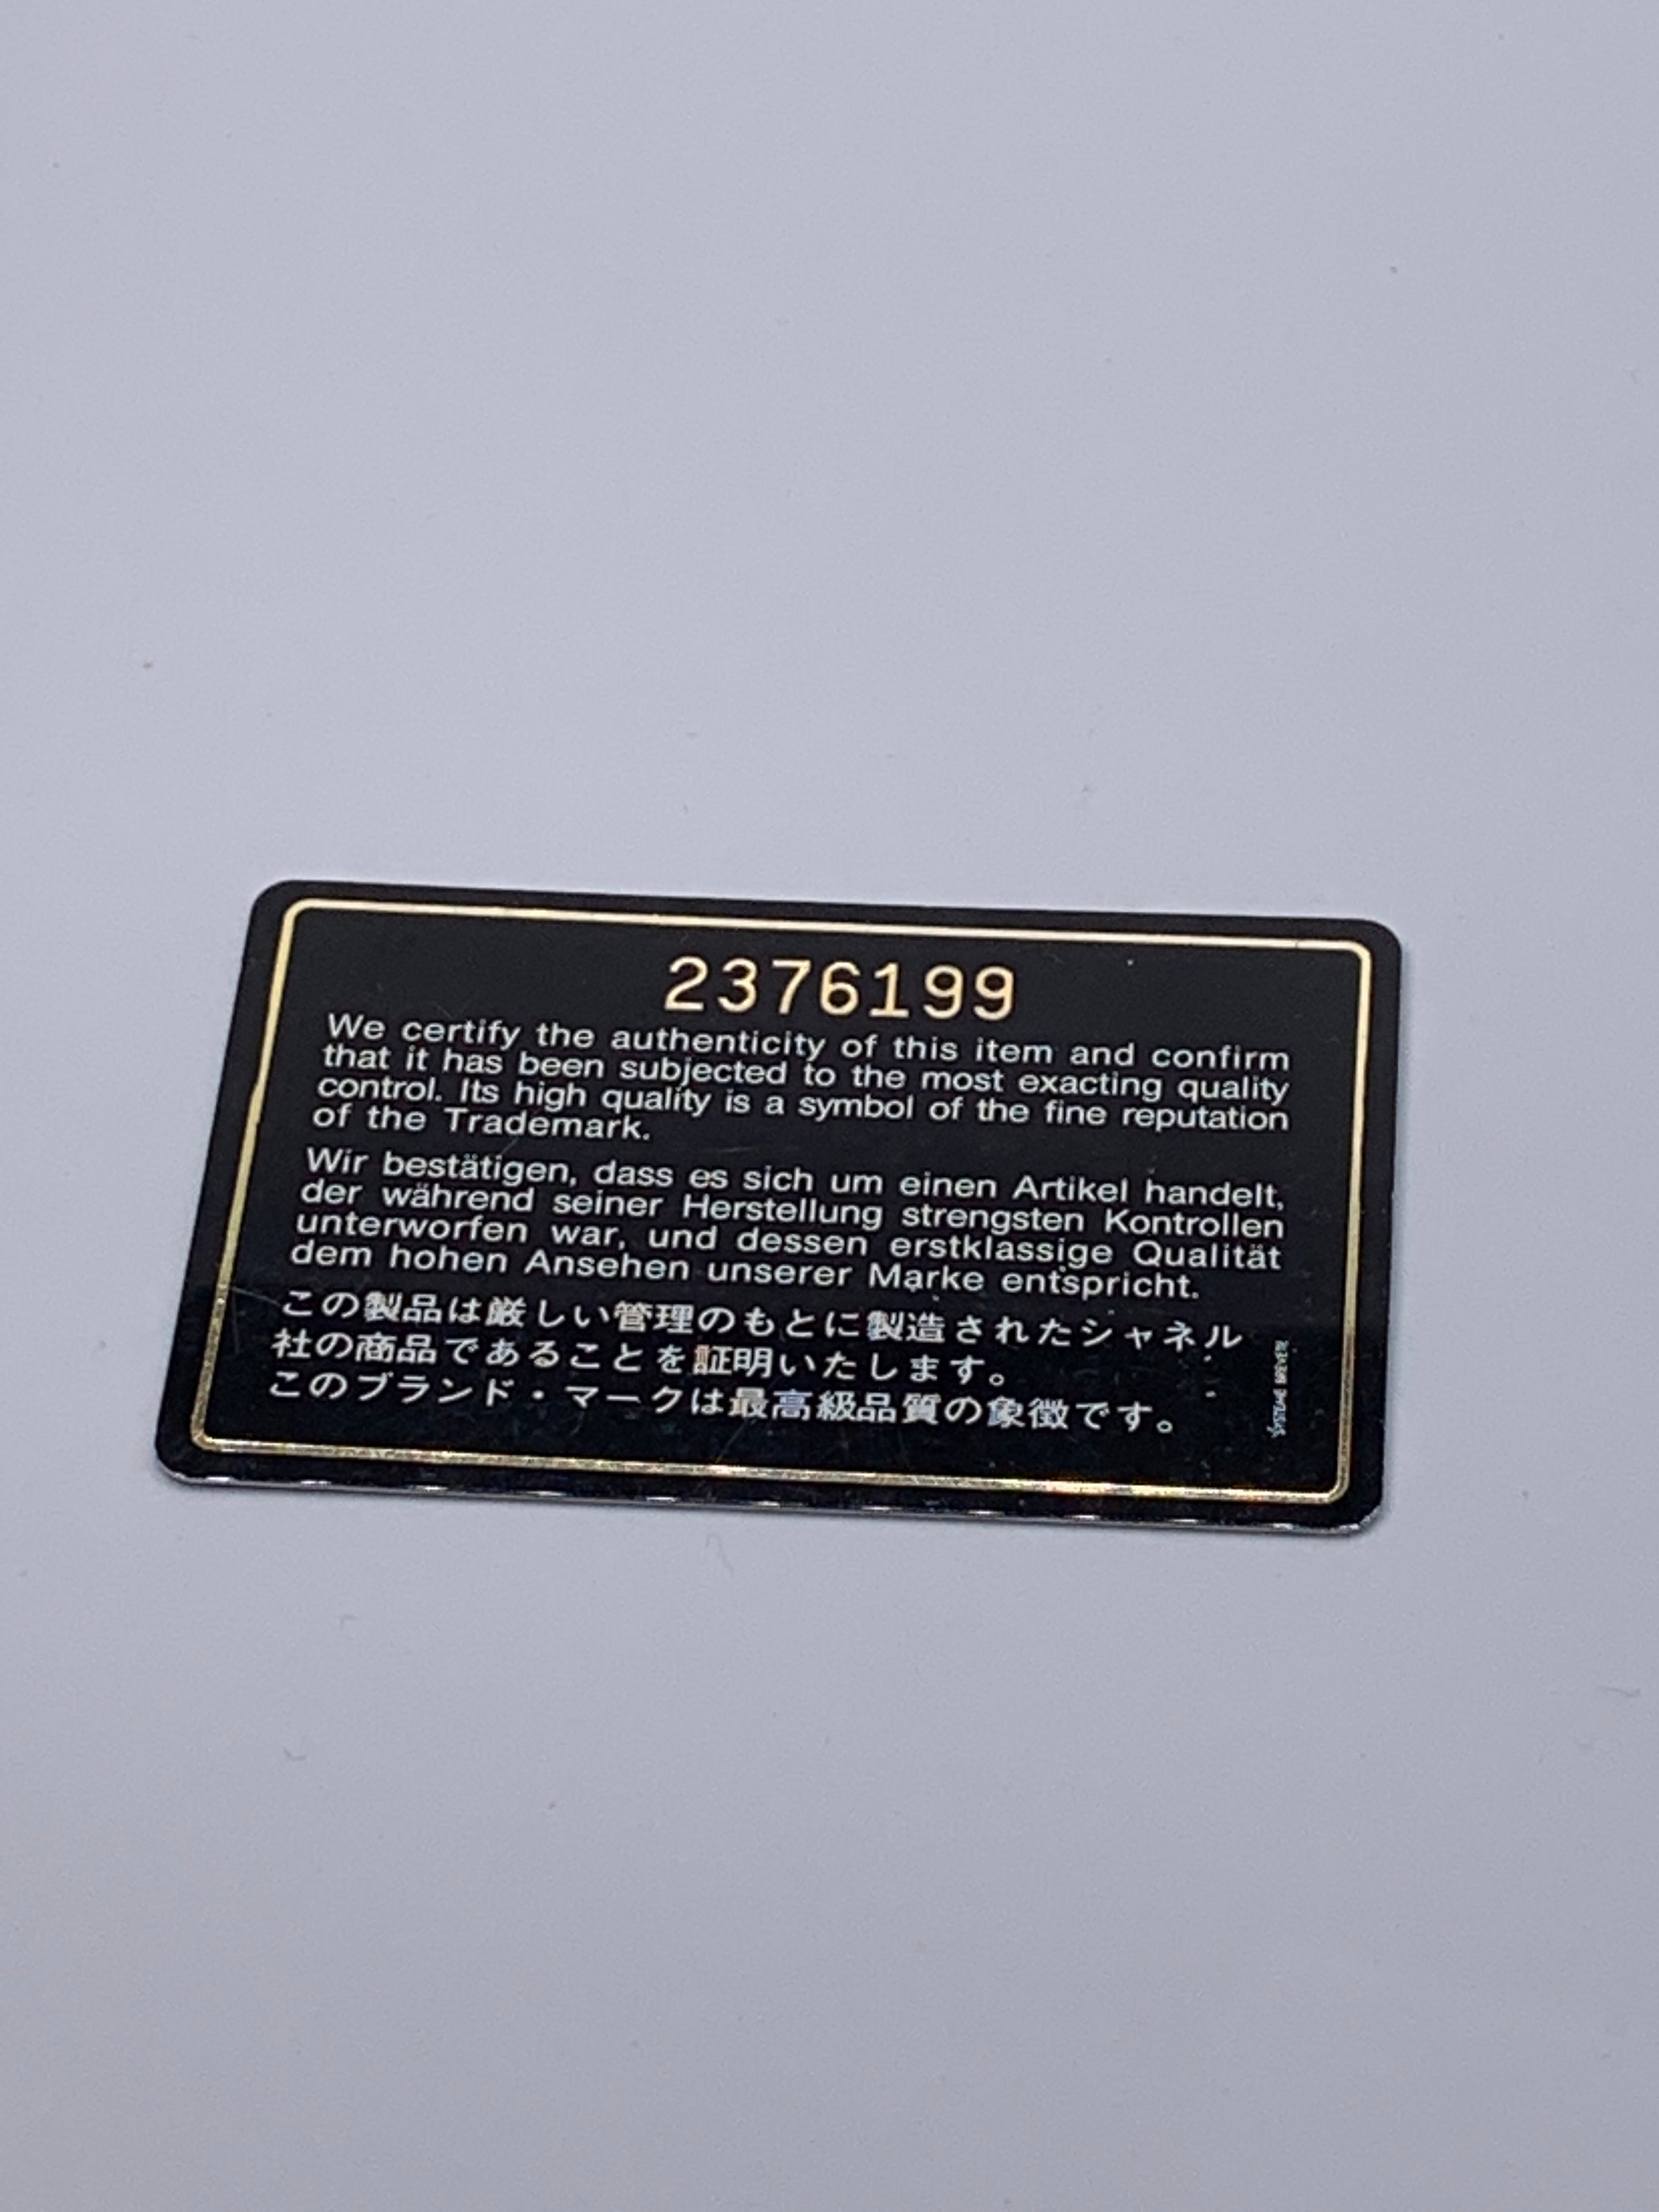 2376199
We certify the authenticity of this item and confirm
that it has been subjected to the most exacting quality
control. Its high quality is a symbol of the fine reputation
of the Trademark.
Wir bestätigen, dass es sich um einen Artikel handelt,
der während seiner Herstellung strengsten Kontrollen
unterworfen war, und dessen erstklassige Qualität
dem hohen Ansehen unserer Marke entspricht.
この製品は厳しい管理のもとに製造されたシャネル
社の商品であることを証明いたします。
このブランド・マークは最高級品質の象徴です。
SYSTEME BREVETE